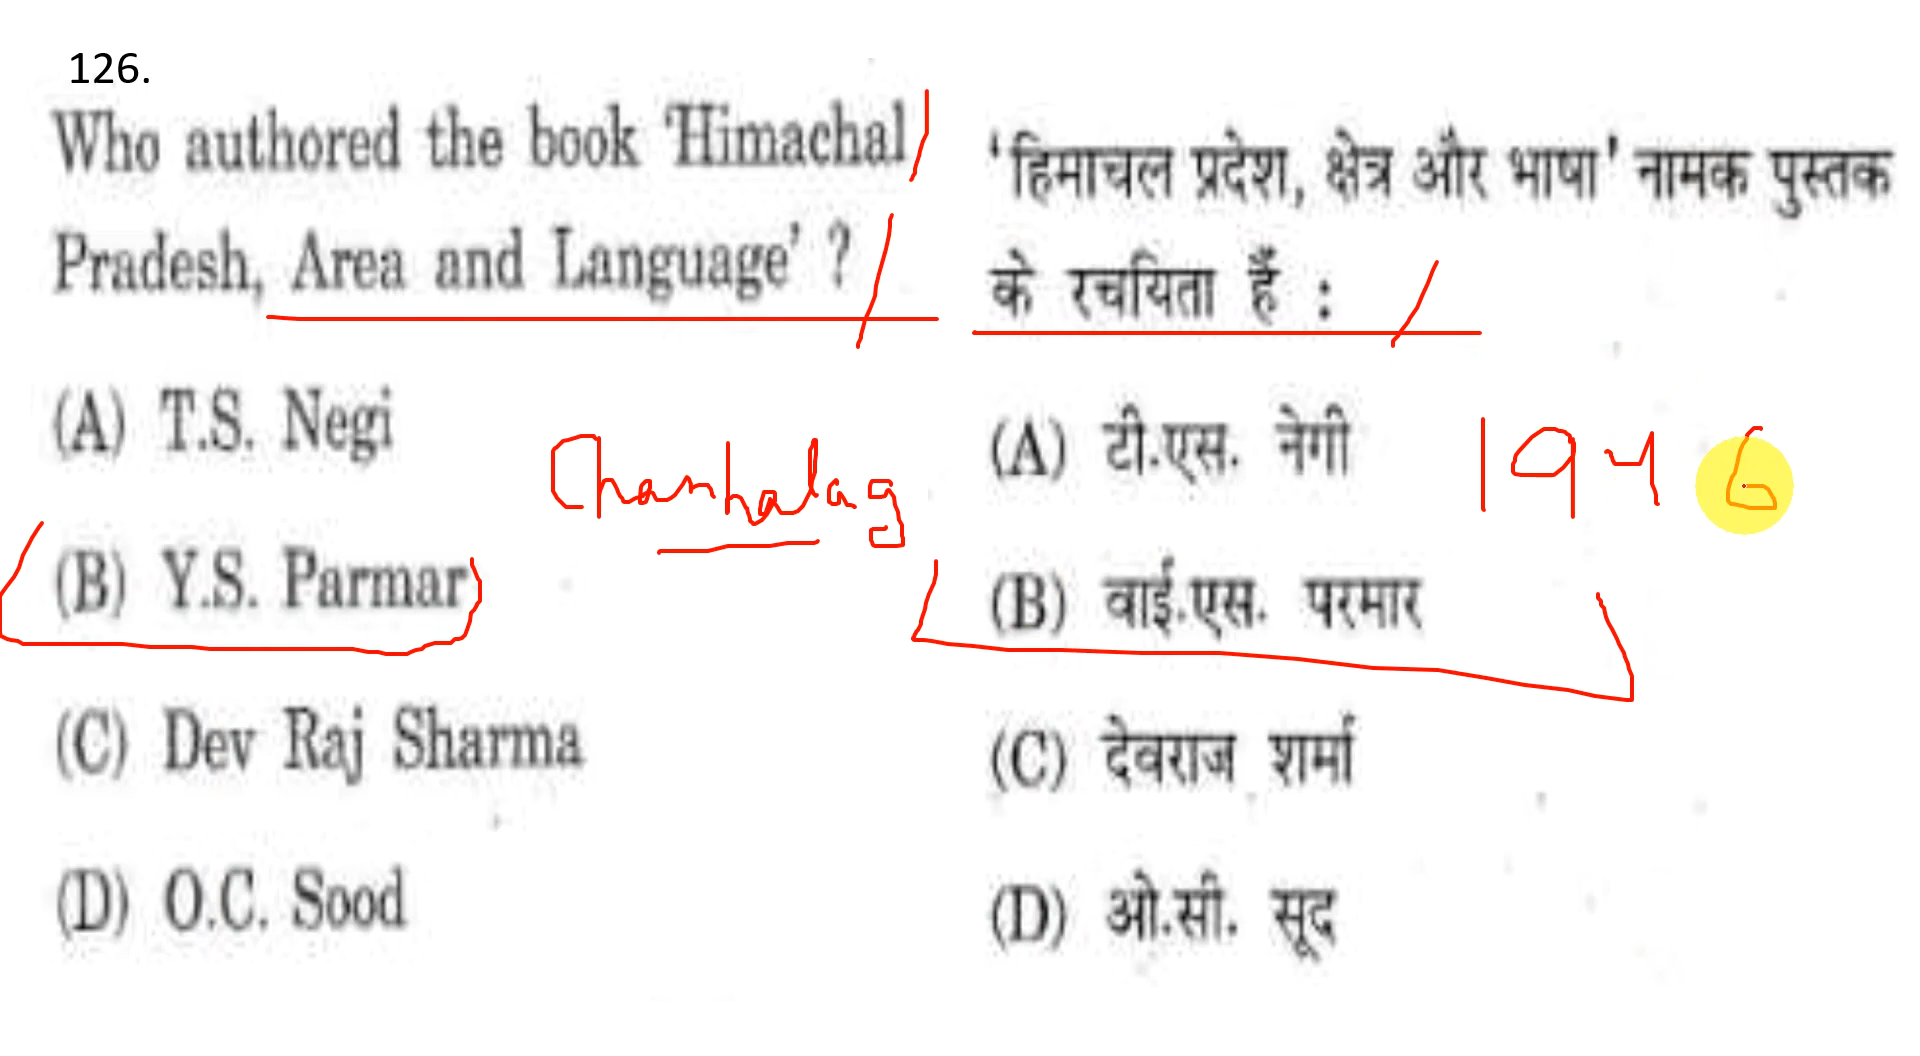 126.
Who authored the book 'Himachal
Pradesh, Area and Language' ?
(A) T.S. Negi
(B) Y.S. Parmar
(C) Dev Raj Sharma
(D) O.C. Sood
'हिमाचल प्रदेश, क्षेत्र और भाषा' नामक पुस्तक
के रचयिता हैं :
(A) टी.एस. नेगी
(B) वाई.एस. परमार
(C) देवराज शर्मा
(D) ओ.सी. सूद
Chanhalag
1946